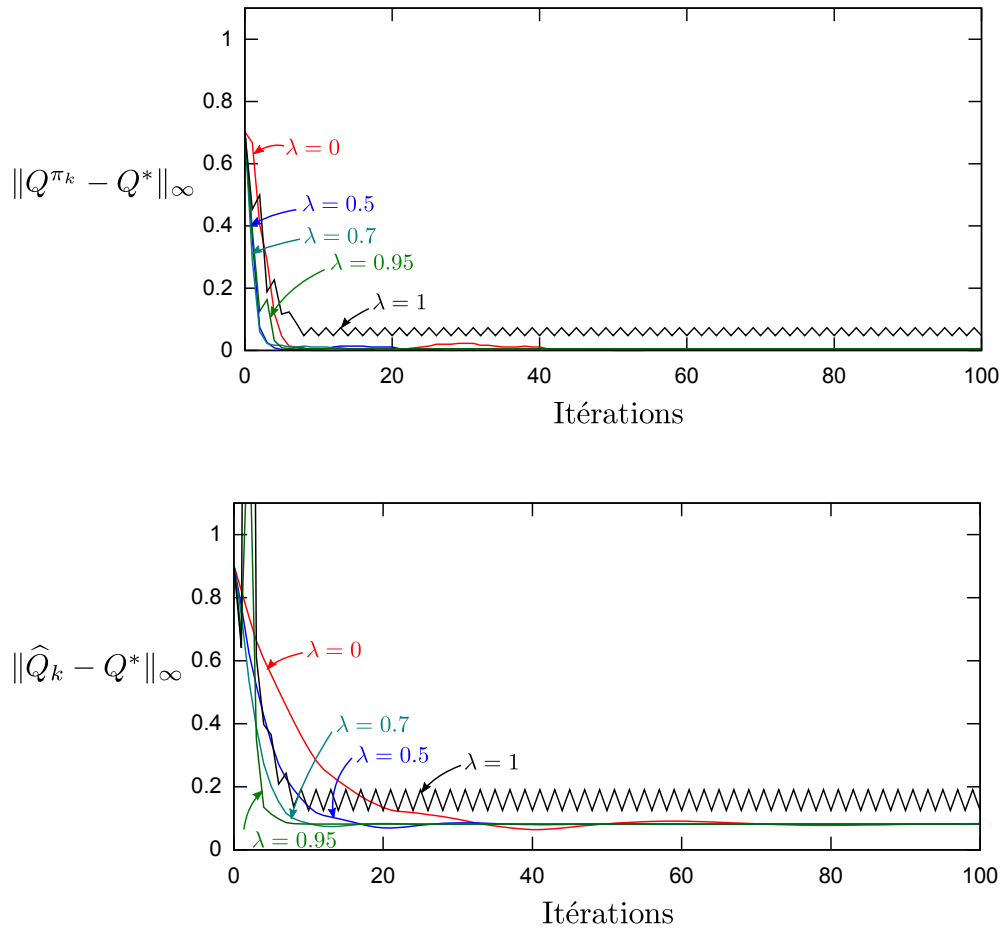 1
0.8
λ = 0
0.6
‖Q^{π_k} − Q^*‖_∞
λ = 0.5
0.4
λ = 0.7
λ = 0.95
0.2
λ = 1
0
0 20 40 60 80 100
Itérations
1
0.8
0.6
λ = 0
‖Q̂_k − Q^*‖_∞
0.4
λ = 0.7
λ = 0.5
λ = 1
0.2
λ = 0.95
0
0 20 40 60 80 100
Itérations